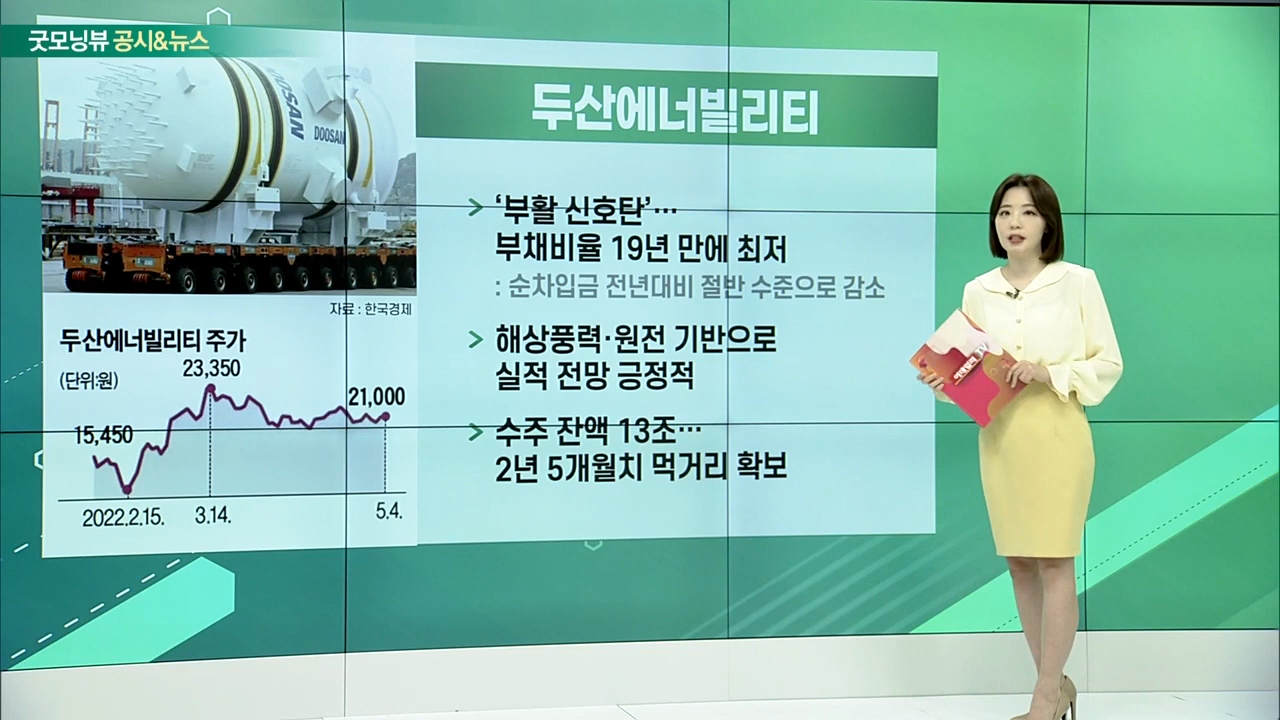 굿모닝뷰 공시&뉴스
DOOSAN
DOOSAN
자료 : 한국경제
두산에너빌리티 주가
(단위:원)
23,350
21,000
15,450
2022.2.15.
3.14.
5.4.
두산에너빌리티
> ‘부활 신호탄’…
부채비율 19년 만에 최저
: 순차입금 전년대비 절반 수준으로 감소
> 해상풍력·원전 기반으로
실적 전망 긍정적
> 수주 잔액 13조…
2년 5개월치 먹거리 확보